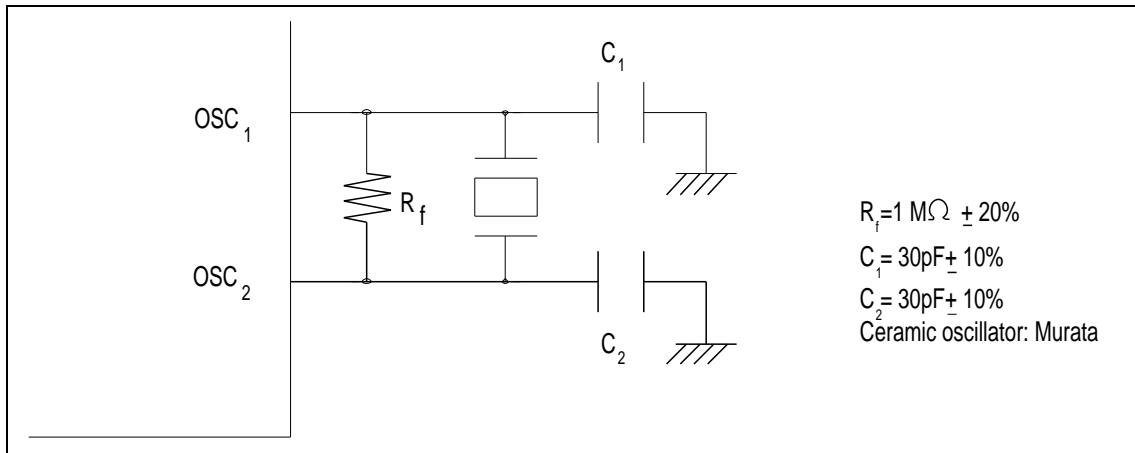 C1
OSC1
Rf
OSC2
C2
Rf=1 MΩ ± 20%
C1= 30pF± 10%
C2= 30pF± 10%
Ceramic oscillator: Murata